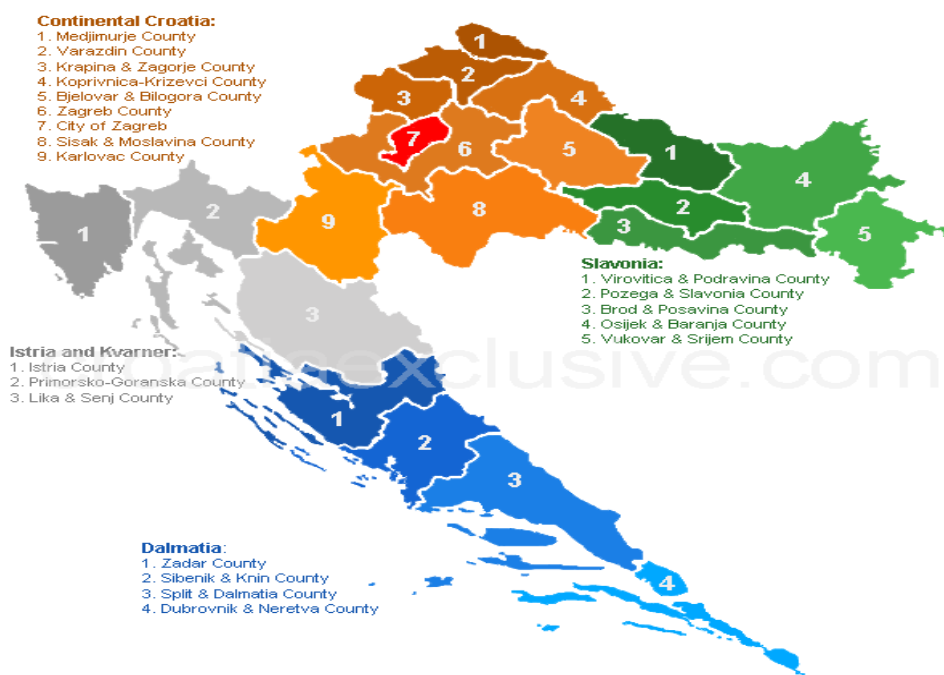 Continental Croatia:
1. Medjimurje County
2. Varazdin County
3. Krapina & Zagorje County
4. Koprivnica-Krizevci County
5. Bjelovar & Bilogora County
6. Zagreb County
7. City of Zagreb
8. Sisak & Moslavina County
9. Karlovac County
1
2
3
4
7
6
5
1
4
2
3
5
8
9
2
1
3
Slavonia:
1. Virovitica & Podravina County
2. Pozega & Slavonia County
3. Brod & Posavina County
4. Osijek & Baranja County
5. Vukovar & Srijem County
Istria and Kvarner:
1. Istria County
2. Primorsko-Goranska County
3. Lika & Senj County
exclusive.com
1
2
3
4
Dalmatia:
1. Zadar County
2. Sibenik & Knin County
3. Split & Dalmatia County
4. Dubrovnik & Neretva County